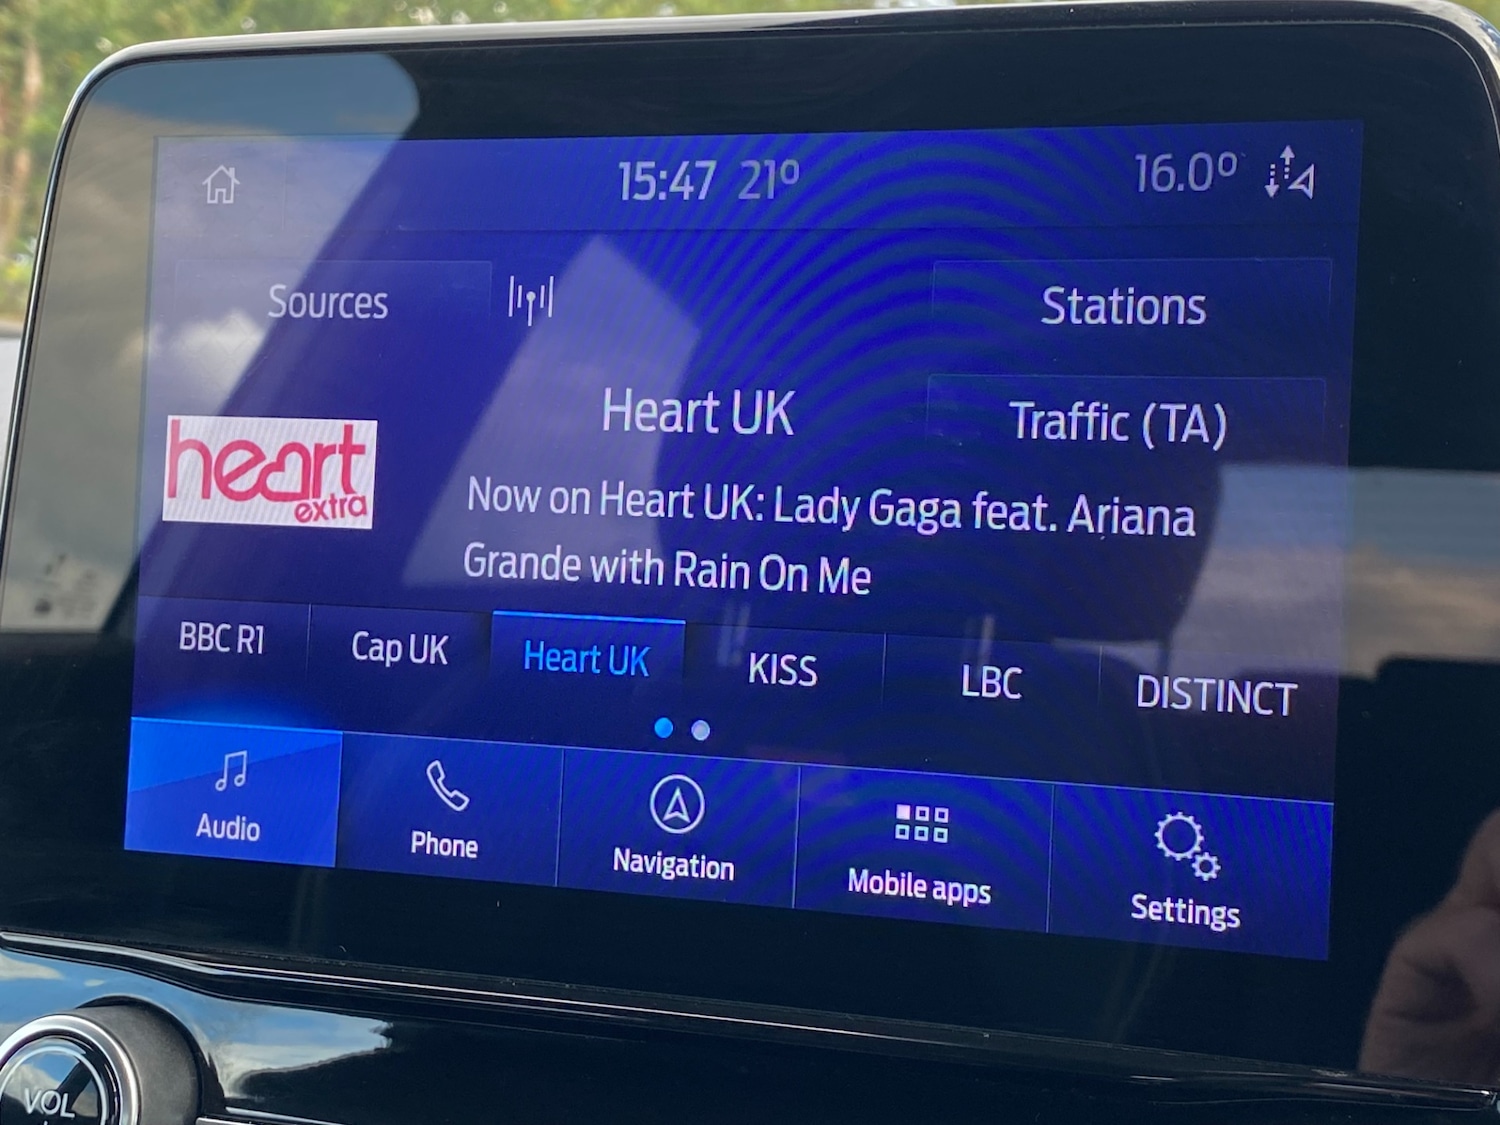 15:47 21º 16.0º
Sources
Stations
Heart UK
Traffic (TA)
heart
extra
Now on Heart UK: Lady Gaga feat. Ariana
Grande with Rain On Me
BBC R1 Cap UK Heart UK KISS LBC DISTINCT
Audio Phone Navigation Mobile apps Settings
VOL